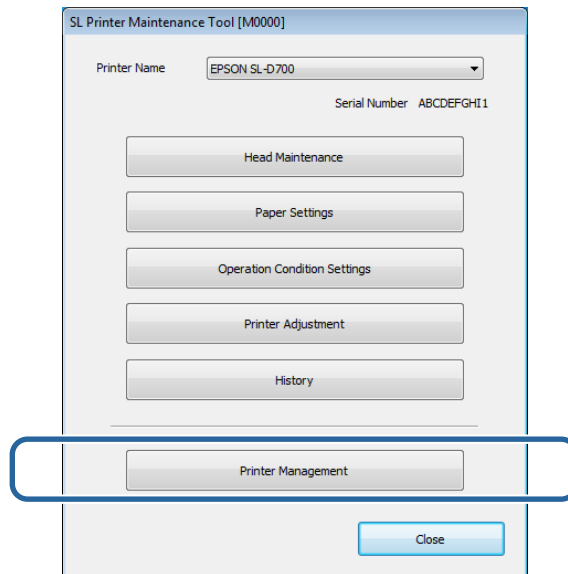 SL Printer Maintenance Tool [M0000]
Printer Name EPSON SL-D700
Serial Number ABCDEFGHI1
Head Maintenance
Paper Settings
Operation Condition Settings
Printer Adjustment
History
Printer Management
Close